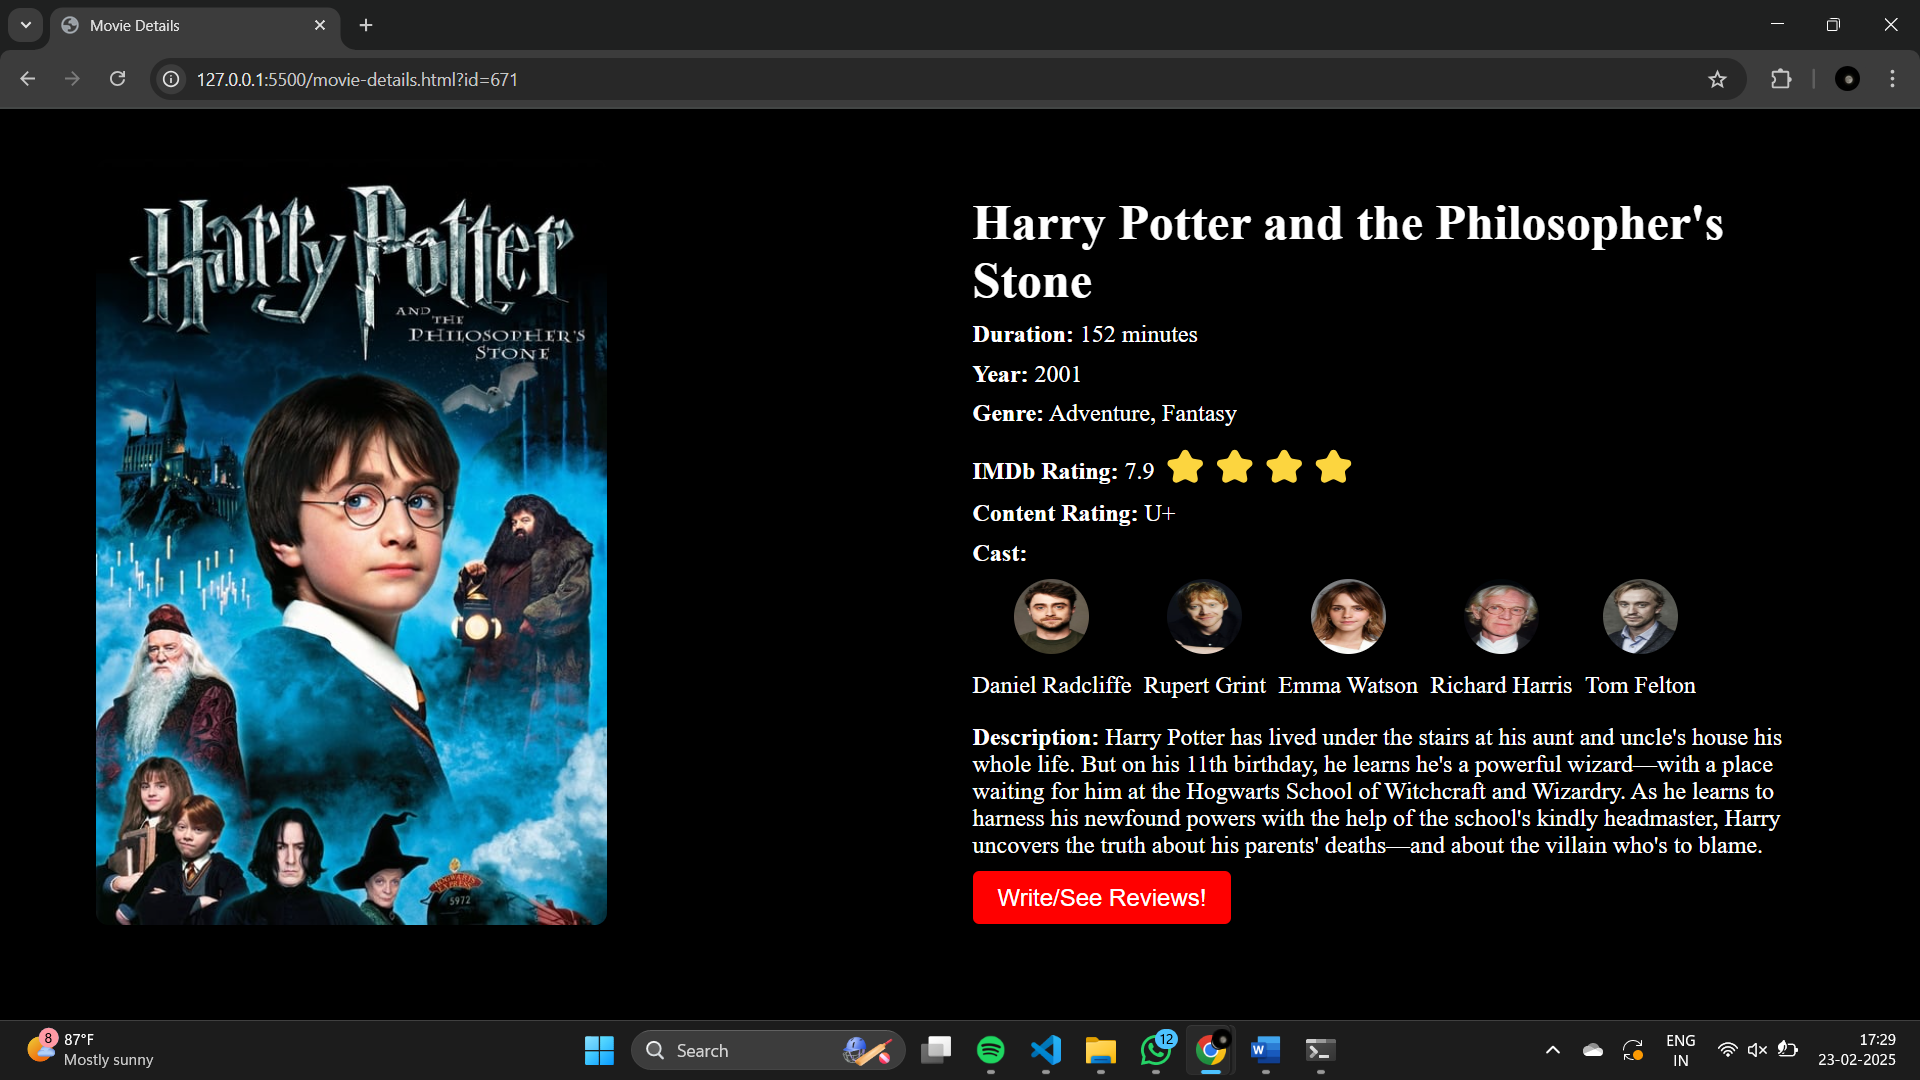 Movie Details
127.0.0.1:5500/movie-details.html?id=671
Harry Potter
AND THE
PHILOSOPHER'S
STONE
HOGWARTS
EXPRESS
5972
Harry Potter and the Philosopher's
Stone
Duration: 152 minutes
Year: 2001
Genre: Adventure, Fantasy
IMDb Rating: 7.9
Content Rating: U+
Cast:
Daniel Radcliffe Rupert Grint Emma Watson Richard Harris Tom Felton
Description: Harry Potter has lived under the stairs at his aunt and uncle's house his
whole life. But on his 11th birthday, he learns he's a powerful wizard—with a place
waiting for him at the Hogwarts School of Witchcraft and Wizardry. As he learns to
harness his newfound powers with the help of the school's kindly headmaster, Harry
uncovers the truth about his parents' deaths—and about the villain who's to blame.
Write/See Reviews!
8
87°F
Mostly sunny
Search
12
W
ENG
IN
17:29
23-02-2025